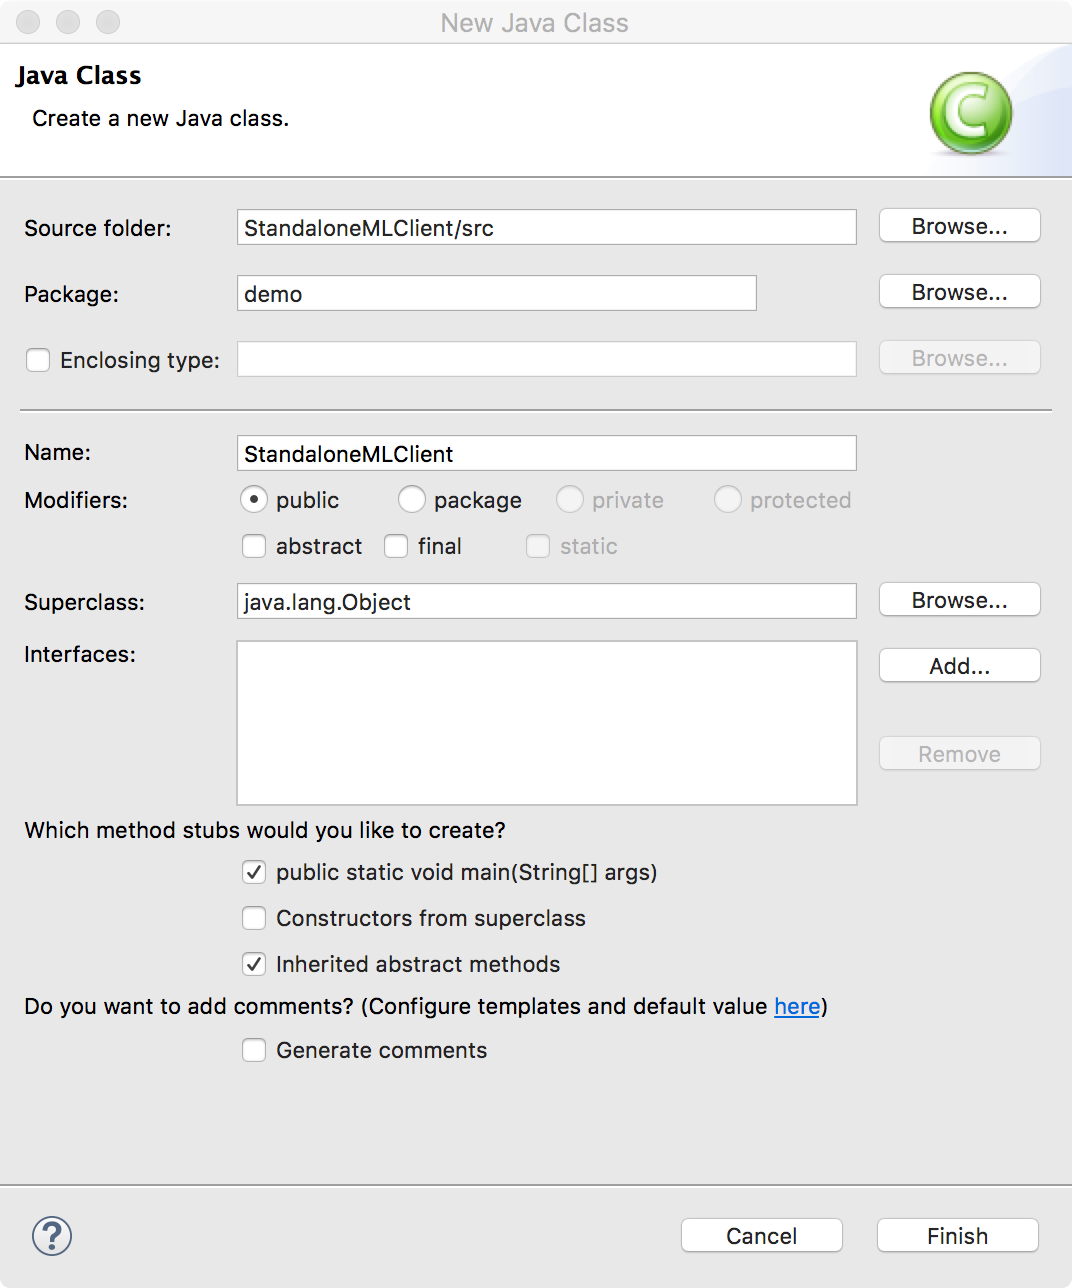 New Java Class
Java Class
Create a new Java class.
C
Source folder: StandaloneMLClient/src Browse...
Package: demo Browse...
Enclosing type: Browse...
Name: StandaloneMLClient
Modifiers: public package private protected
abstract final static
Superclass: java.lang.Object Browse...
Interfaces: Add...
Remove
Which method stubs would you like to create?
public static void main(String[] args)
Constructors from superclass
Inherited abstract methods
Do you want to add comments? (Configure templates and default value here)
Generate comments
? Cancel Finish